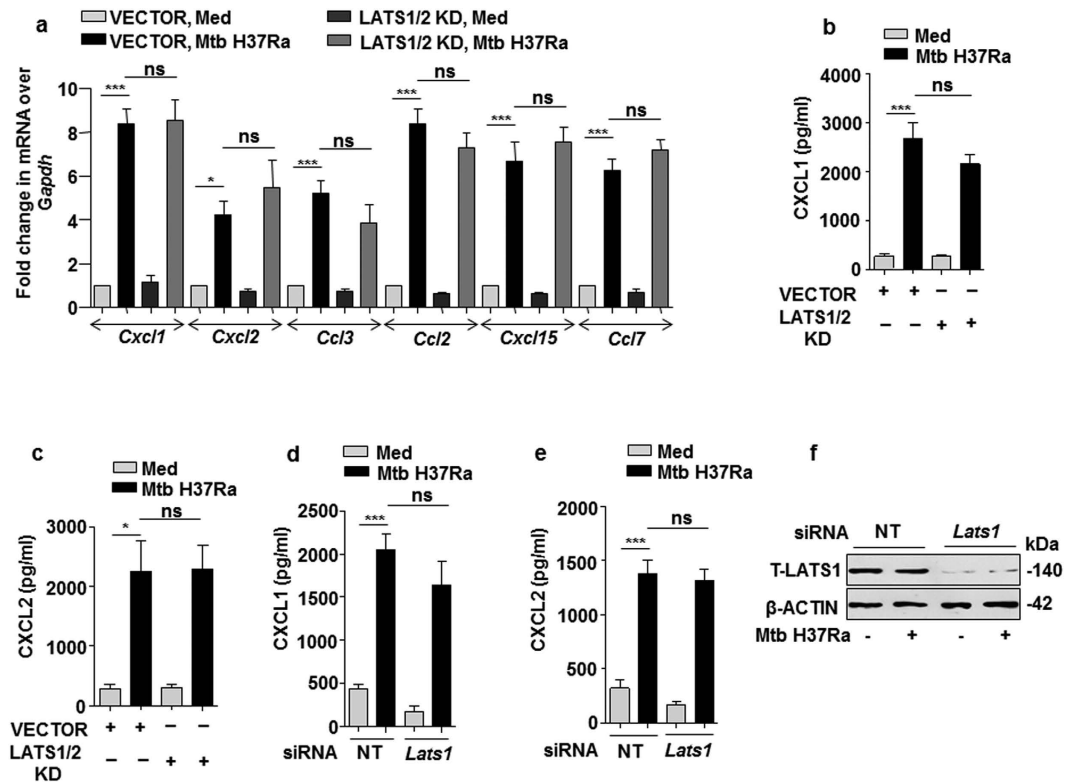 a
VECTOR, Med
LATS1/2 KD, Med
VECTOR, Mtb H37Ra
LATS1/2 KD, Mtb H37Ra
Fold change in mRNA over
Gapdh
10
8
6
4
2
0
*** ns
* ns
*** ns
*** ns
*** ns
*** ns
Cxcl1 Cxcl2 Ccl3 Ccl2 Cxcl15 Ccl7
b
Med
Mtb H37Ra
CXCL1 (pg/ml)
4000
3000
2000
1000
0
*** ns
VECTOR + + – –
LATS1/2 – – + +
KD
c
Med
Mtb H37Ra
CXCL2 (pg/ml)
3000
2000
1000
0
* ns
VECTOR + + – –
LATS1/2 – – + +
KD
d
Med
Mtb H37Ra
CXCL1 (pg/ml)
2500
2000
1500
1000
500
0
*** ns
siRNA NT Lats1
e
Med
Mtb H37Ra
CXCL2 (pg/ml)
2000
1500
1000
500
0
*** ns
siRNA NT Lats1
f
siRNA NT Lats1
kDa
T-LATS1 -140
β-ACTIN -42
Mtb H37Ra - + - +